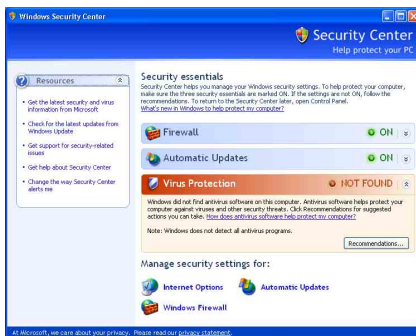 Windows Security Center
Security Center
Help protect your PC
Resources
Get the latest security and virus
information from Microsoft
Check for the latest updates from
Windows Update
Get support for security-related
issues
Get help about Security Center
Change the way Security Center
alerts me
Security essentials
Security Center helps you manage your Windows security settings. To help protect your computer,
make sure the three security essentials are marked ON. If the settings are not ON, follow the
recommendations. To return to the Security Center later, open Control Panel.
What's new in Windows to help protect my computer?
Firewall ON
Automatic Updates ON
Virus Protection NOT FOUND
Windows did not find antivirus software on this computer. Antivirus software helps protect your
computer against viruses and other security threats. Click Recommendations for suggested
actions you can take. How does antivirus software help protect my computer?
Note: Windows does not detect all antivirus programs.
Recommendations...
Manage security settings for:
Internet Options Automatic Updates
Windows Firewall
At Microsoft, we care about your privacy. Please read our privacy statement.